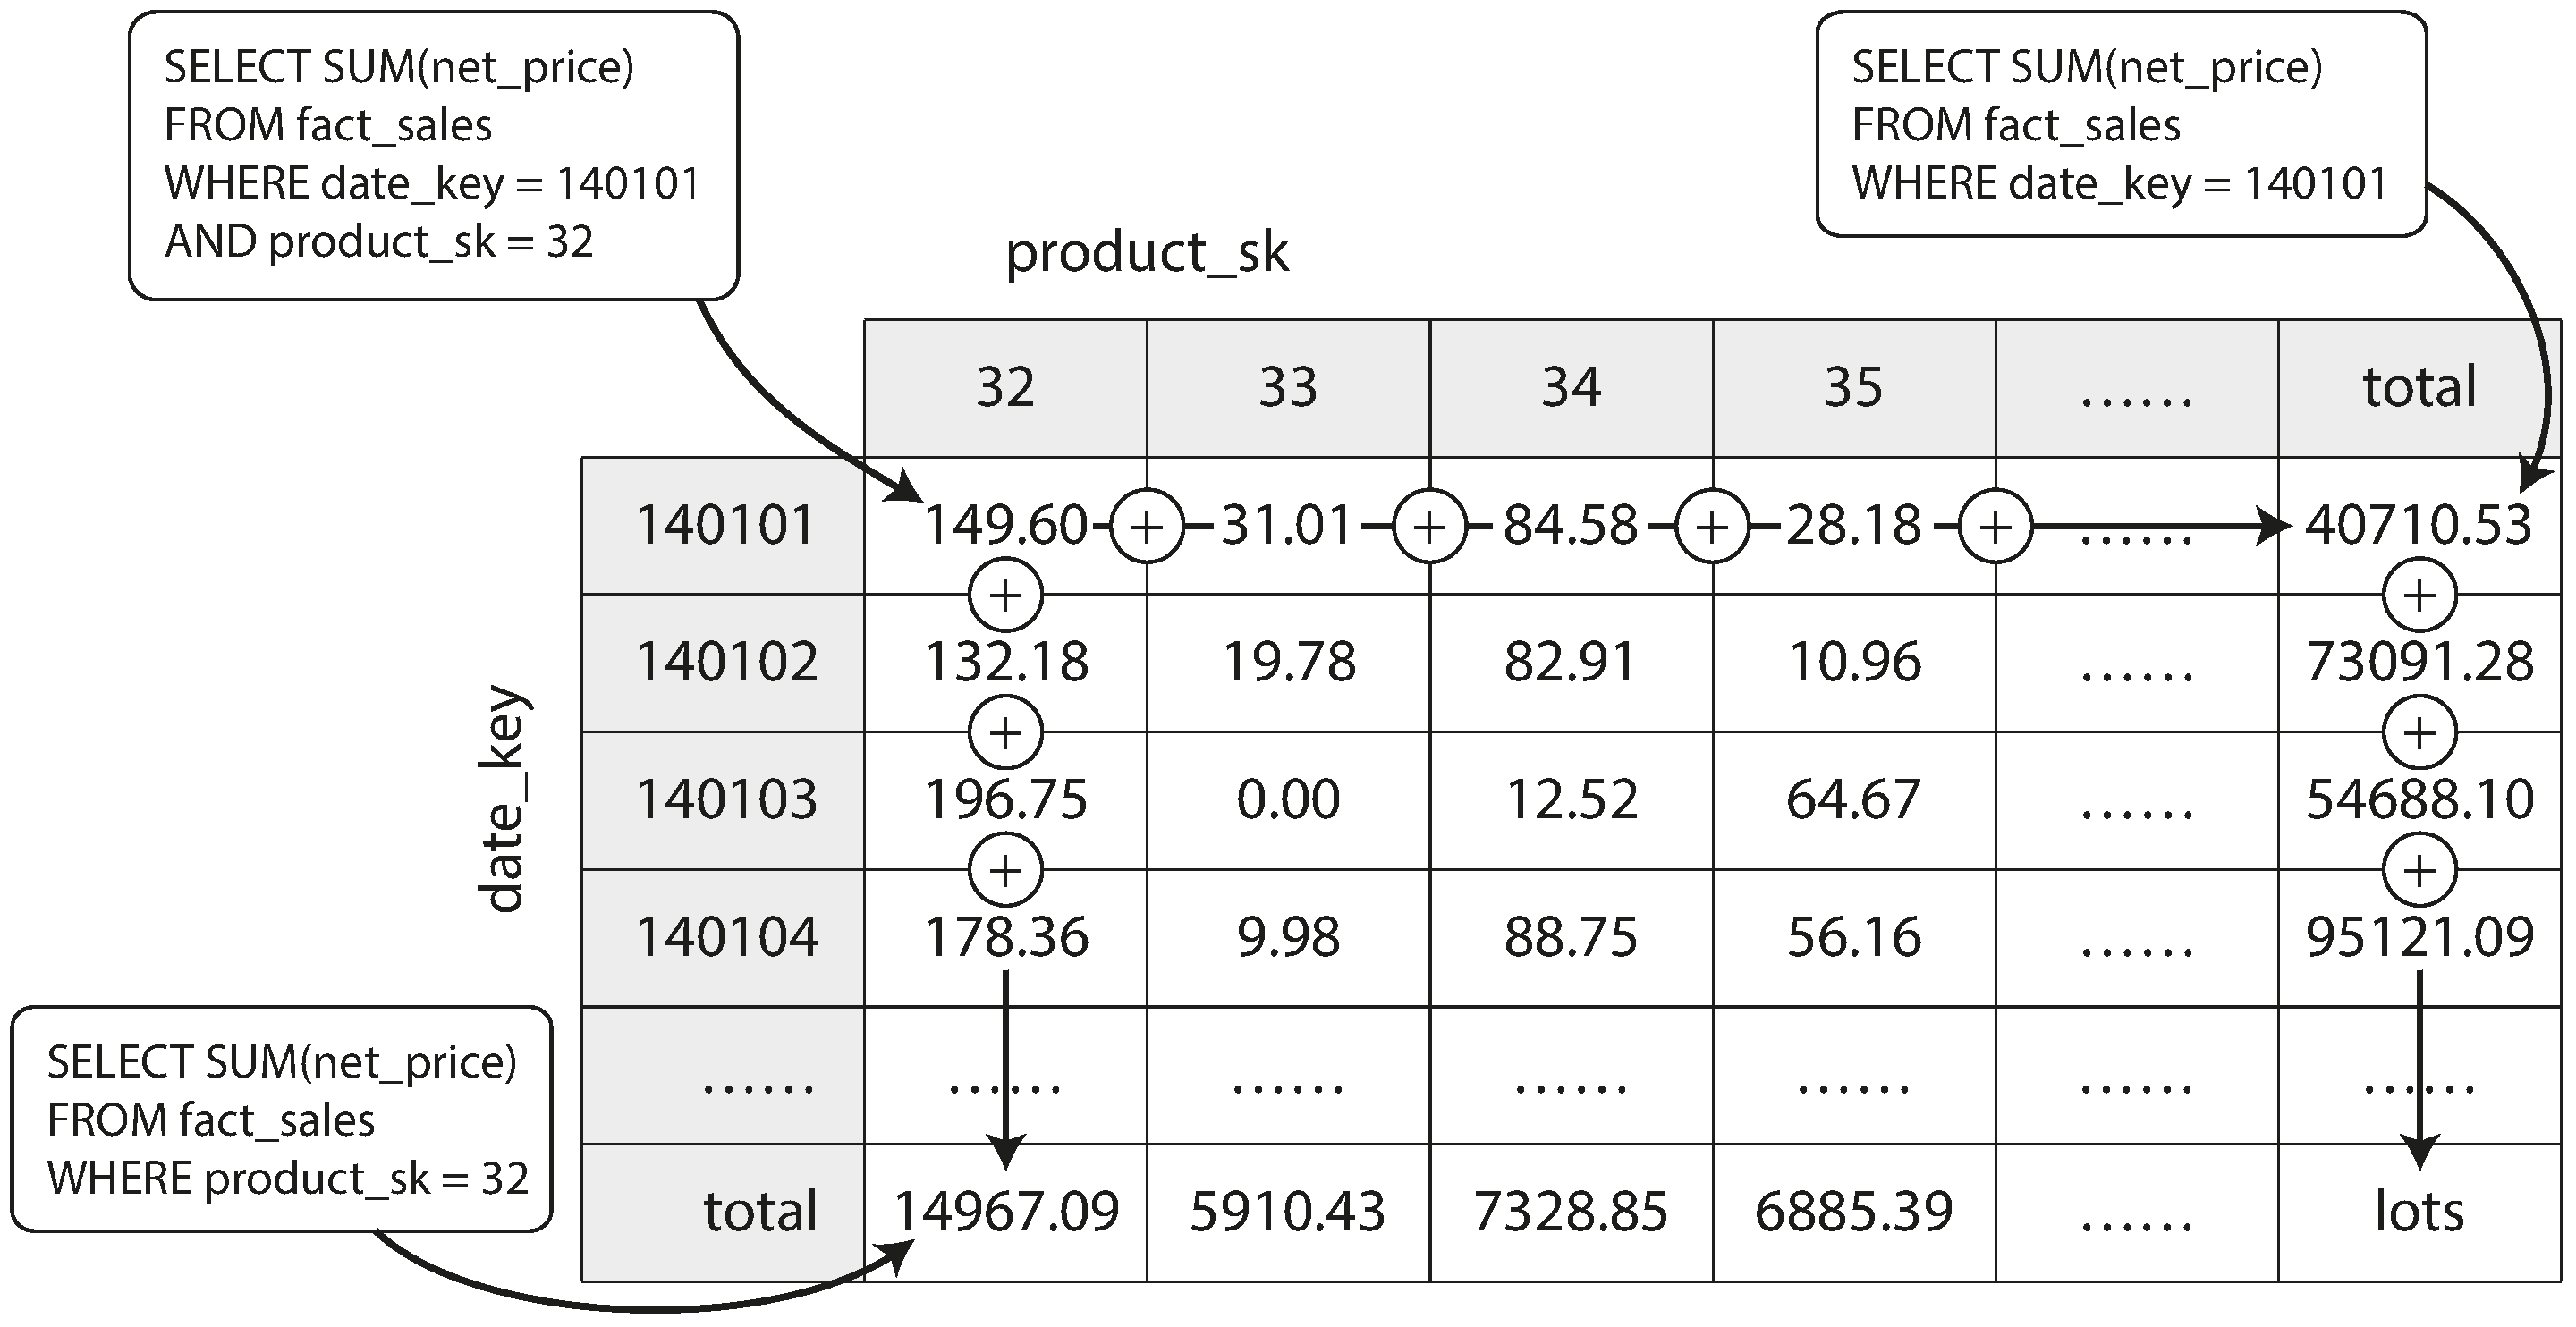 SELECT SUM(net_price)
FROM fact_sales
WHERE date_key = 140101
AND product_sk = 32
SELECT SUM(net_price)
FROM fact_sales
WHERE date_key = 140101
product_sk
32 33 34 35 ...... total
date_key
140101 149.60 + 31.01 + 84.58 + 28.18 + ...... 40710.53
+ +
140102 132.18 19.78 82.91 10.96 ...... 73091.28
+ +
140103 196.75 0.00 12.52 64.67 ...... 54688.10
+ +
140104 178.36 9.98 88.75 56.16 ...... 95121.09
...... ...... ...... ...... ...... ...... ......
total 14967.09 5910.43 7328.85 6885.39 ...... lots
SELECT SUM(net_price)
FROM fact_sales
WHERE product_sk = 32